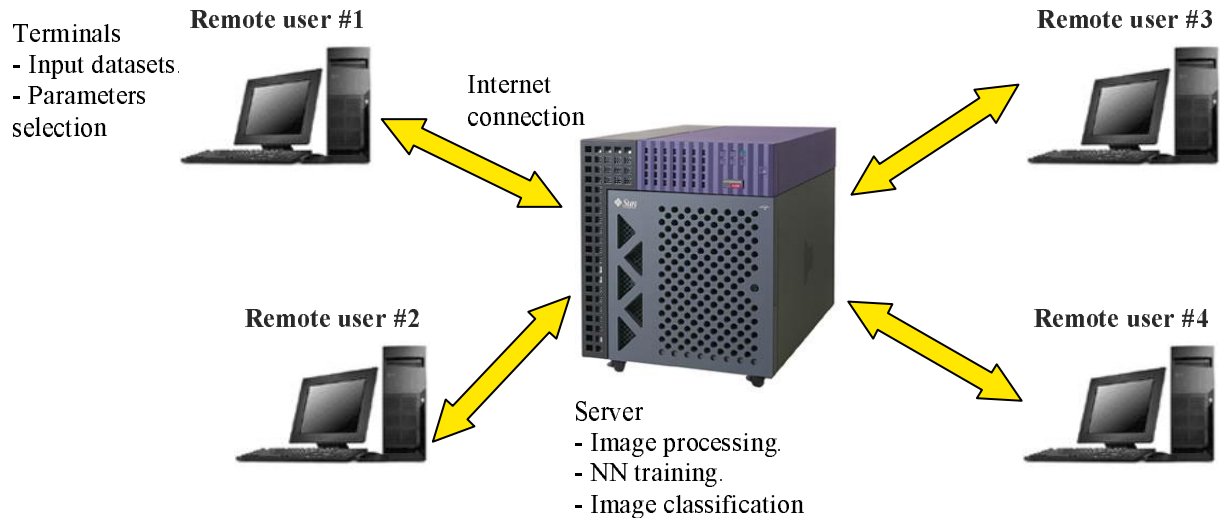 Remote user #1
Remote user #3
Terminals
- Input datasets.
- Parameters
selection
Internet
connection
Sun
Remote user #2
Remote user #4
Server
- Image processing.
- NN training.
- Image classification